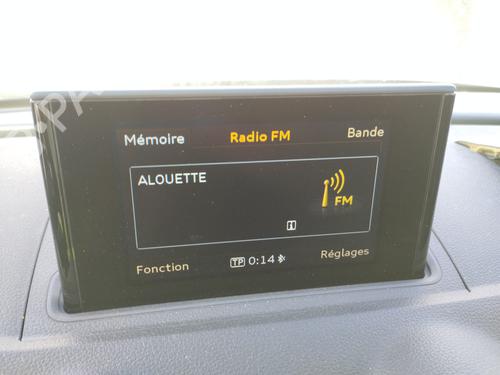 Mémoire Radio FM Bande
ALOUETTE
FM
Fonction TP 0:14 Réglages